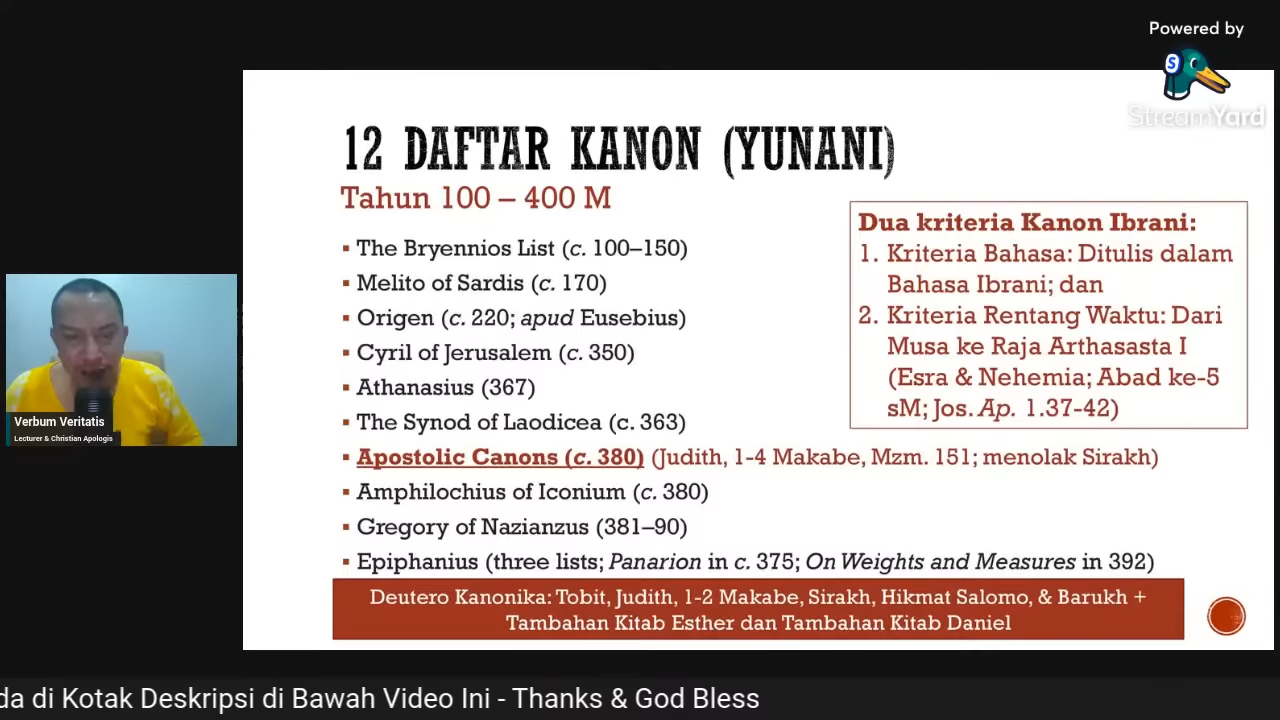 Powered by
StreamYard
12 DAFTAR KANON (YUNANI)
Tahun 100 – 400 M
▪ The Bryennios List (c. 100–150)
▪ Melito of Sardis (c. 170)
▪ Origen (c. 220; apud Eusebius)
▪ Cyril of Jerusalem (c. 350)
▪ Athanasius (367)
▪ The Synod of Laodicea (c. 363)
▪ Apostolic Canons (c. 380) (Judith, 1-4 Makabe, Mzm. 151; menolak Sirakh)
▪ Amphilochius of Iconium (c. 380)
▪ Gregory of Nazianzus (381–90)
▪ Epiphanius (three lists; Panarion in c. 375; On Weights and Measures in 392)
Dua kriteria Kanon Ibrani:
1. Kriteria Bahasa: Ditulis dalam
Bahasa Ibrani; dan
2. Kriteria Rentang Waktu: Dari
Musa ke Raja Arthasasta I
(Esra & Nehemia; Abad ke-5
sM; Jos. Ap. 1.37-42)
Deutero Kanonika: Tobit, Judith, 1-2 Makabe, Sirakh, Hikmat Salomo, & Barukh +
Tambahan Kitab Esther dan Tambahan Kitab Daniel
Verbum Veritatis
Lecturer & Christian Apologis
da di Kotak Deskripsi di Bawah Video Ini - Thanks & God Bless